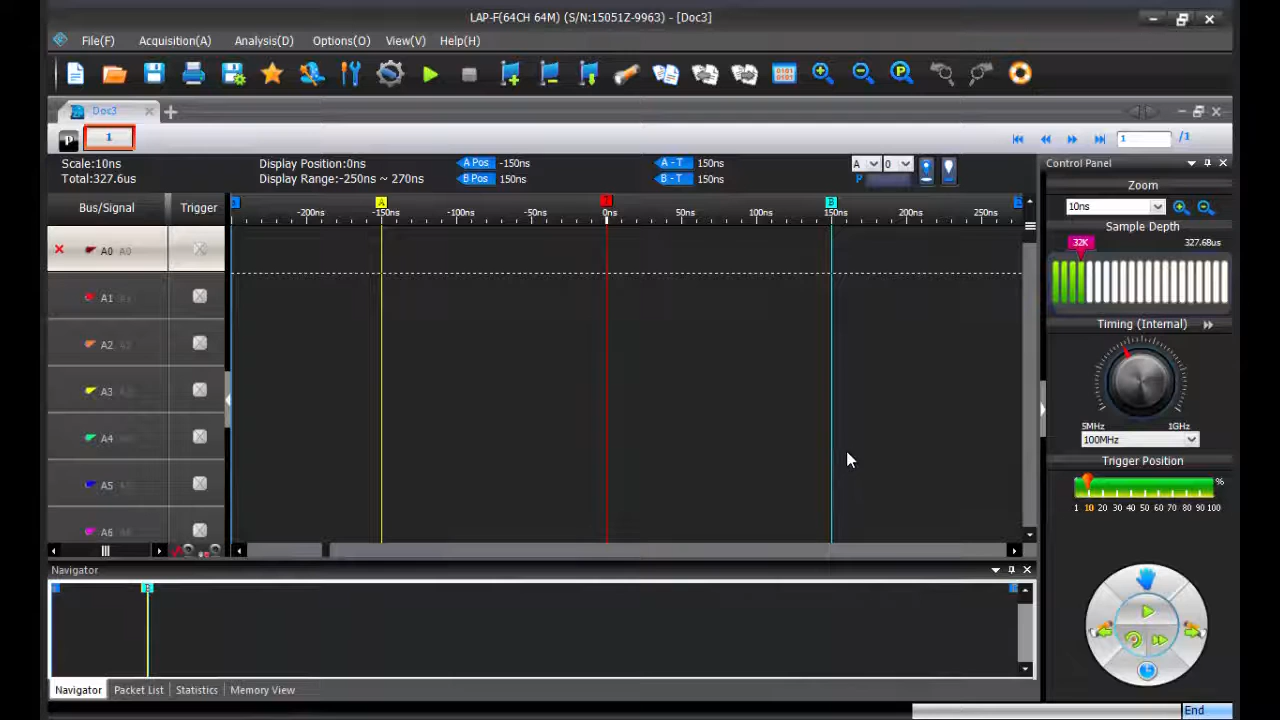 LAP-F(64CH 64M) (S/N:15051Z-9963) - [Doc3]
File(F) Acquisition(A) Analysis(D) Options(O) View(V) Help(H)
Doc3
P 1
1 /1
Scale:10ns Display Position:0ns A Pos -150ns A - T 150ns A 0
Total:327.6us Display Range:-250ns ~ 270ns B Pos 150ns B - T 150ns P
Control Panel
Bus/Signal Trigger
A T B
-200ns -150ns -100ns -50ns 0ns 50ns 100ns 150ns 200ns 250ns
Zoom
10ns
Sample Depth
32K 327.68us
A0 A0
A1
A2
A3
A4
A5
A6
Timing (Internal)
5MHz 1GHz
100MHz
Trigger Position
%
1 10 20 30 40 50 60 70 80 90 100
Navigator
B
Navigator Packet List Statistics Memory View
End